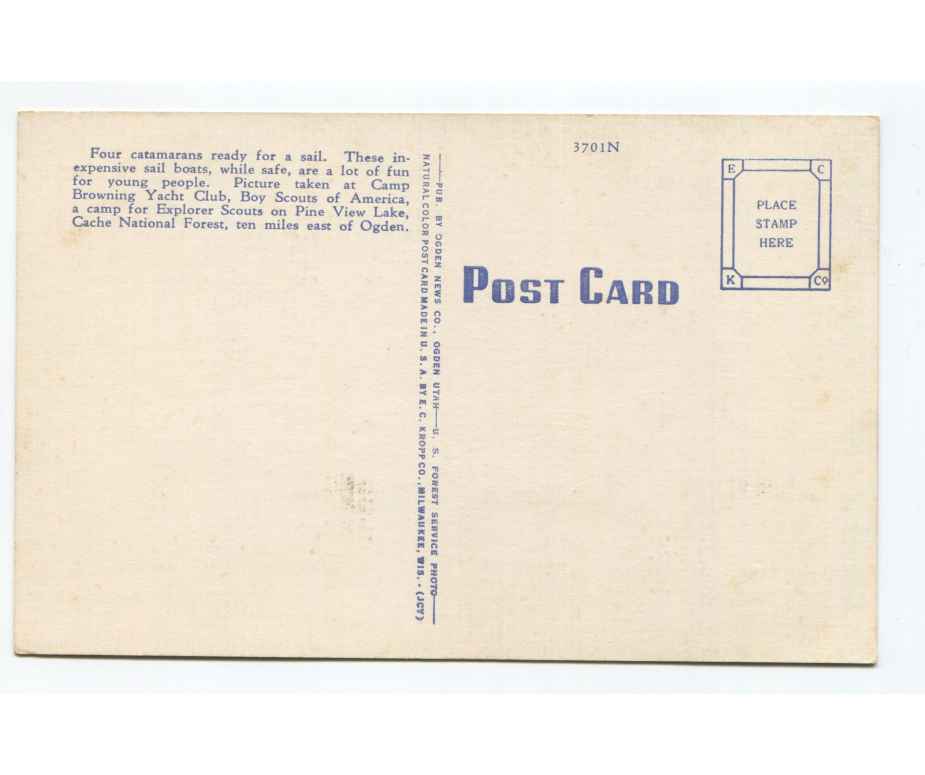 Four catamarans ready for a sail. These in-
expensive sail boats, while safe, are a lot of fun
for young people. Picture taken at Camp
Browning Yacht Club, Boy Scouts of America,
a camp for Explorer Scouts on Pine View Lake,
Cache National Forest, ten miles east of Ogden.
PUB. BY OGDEN NEWS CO., OGDEN UTAH—U. S. FOREST SERVICE PHOTO
NATURAL COLOR POST CARD MADE IN U. S. A. BY E. C. KROPP CO., MILWAUKEE, WIS. - (JCY)
3701N
POST CARD
E C
PLACE
STAMP
HERE
K Co